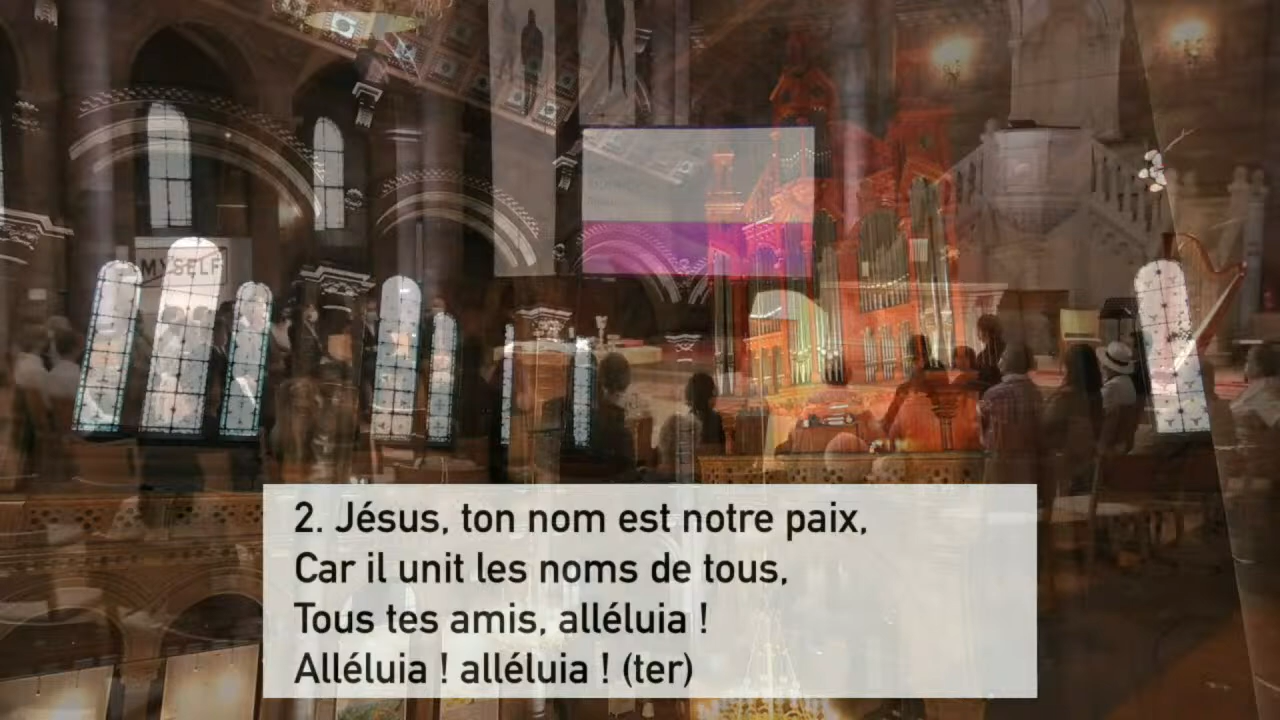 MYSELF
2. Jésus, ton nom est notre paix,
Car il unit les noms de tous,
Tous tes amis, alléluia !
Alléluia ! alléluia ! (ter)